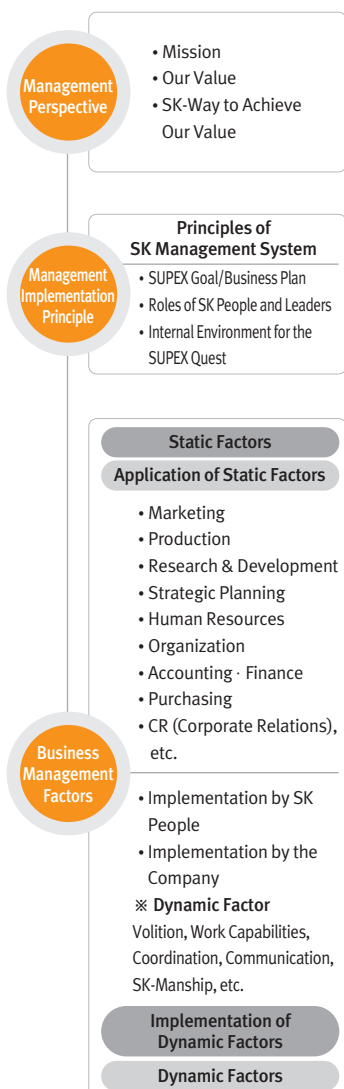 Management
Perspective
• Mission
• Our Value
• SK-Way to Achieve
Our Value
Management
Implementation
Principle
Principles of
SK Management System
• SUPEX Goal/Business Plan
• Roles of SK People and Leaders
• Internal Environment for the
SUPEX Quest
Business
Management
Factors
Static Factors
Application of Static Factors
• Marketing
• Production
• Research & Development
• Strategic Planning
• Human Resources
• Organization
• Accounting · Finance
• Purchasing
• CR (Corporate Relations),
etc.
• Implementation by SK
People
• Implementation by the
Company
※ Dynamic Factor
Volition, Work Capabilities,
Coordination, Communication,
SK-Manship, etc.
Implementation of
Dynamic Factors
Dynamic Factors